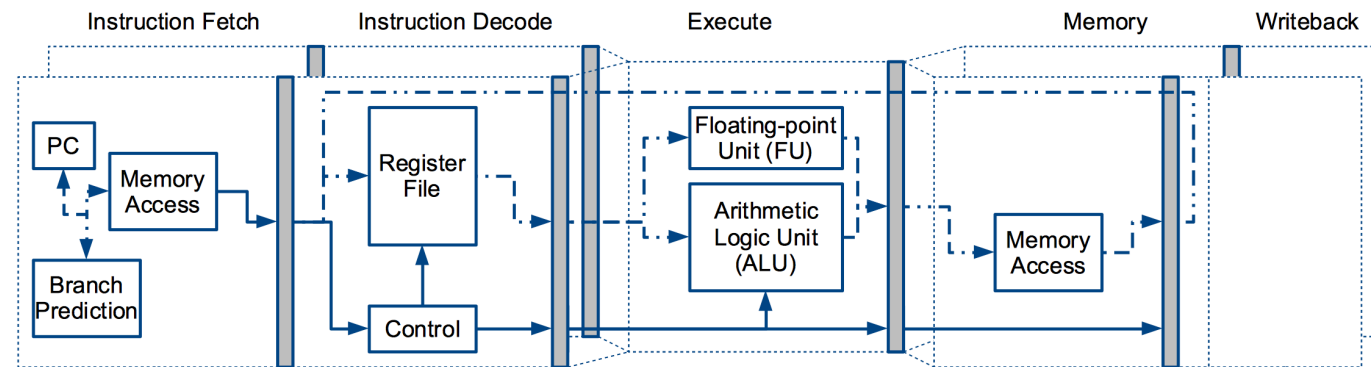 Instruction Fetch
Instruction Decode
Execute
Memory
Writeback
PC
Memory
Access
Branch
Prediction
Register
File
Control
Floating-point
Unit (FU)
Arithmetic
Logic Unit
(ALU)
Memory
Access